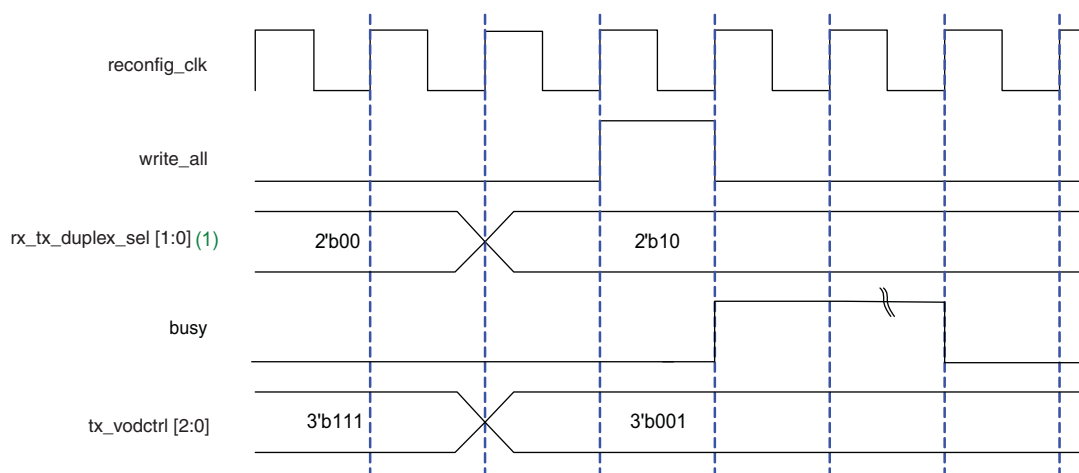 reconfig_clk
write_all
rx_tx_duplex_sel [1:0] (1)
2'b00
2'b10
busy
tx_vodctrl [2:0]
3'b111
3'b001